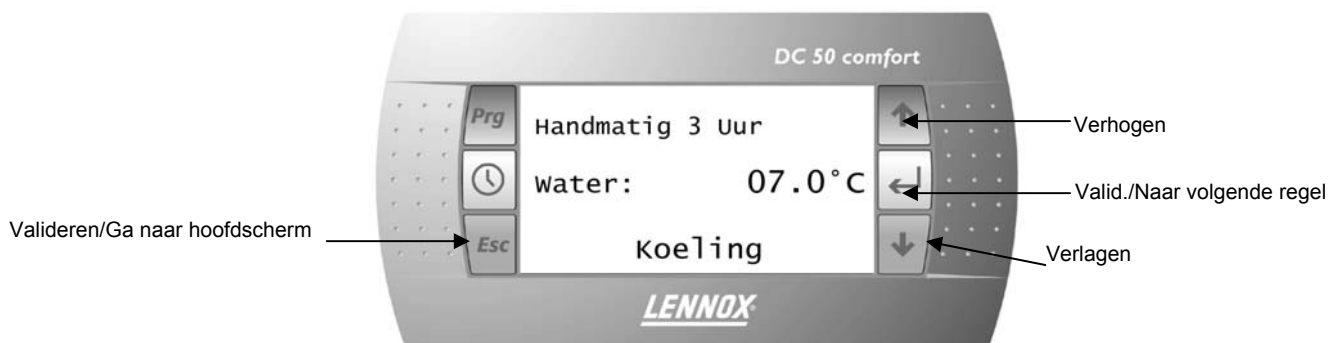 DC 50 comfort
Prg
Handmatig 3 Uur
Verhogen
Water: 07.0°C
Valid./Naar volgende regel
Valideren/Ga naar hoofdscherm
Esc
Koeling
Verlagen
LENNOX